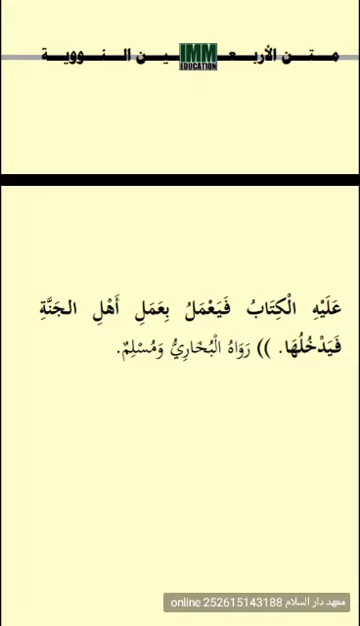 متن الأربعين النووية
IMM
EDUCATION
عَلَيْهِ الْكِتَابُ فَيَعْمَلُ بِعَمَلِ أَهْلِ الجَنَّةِ
فَيَدْخُلُهَا. )) رَوَاهُ الْبُخَارِيُّ وَمُسْلِمٌ.
معهد دار السلام online 252615143188